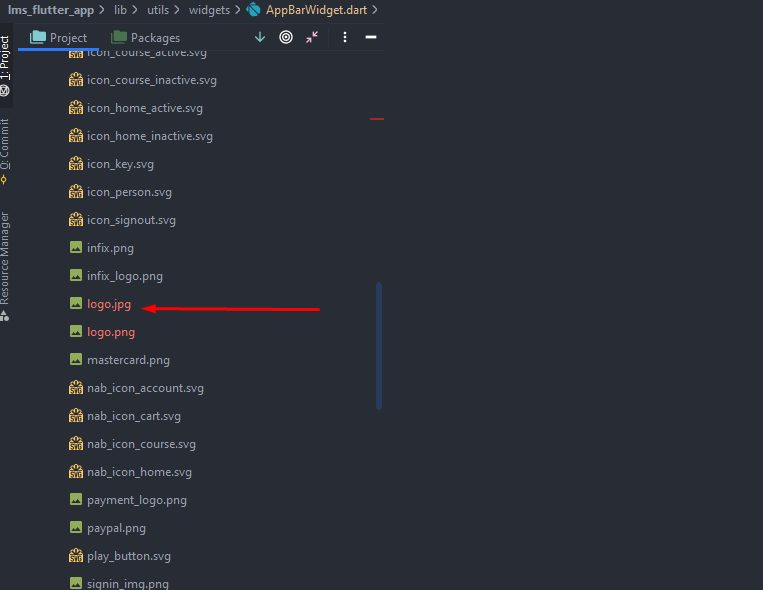 lms_flutter_app > lib > utils > widgets > AppBarWidget.dart >
Project Packages
1: Project
0: Commit
Resource Manager
icon_course_active.svg
icon_course_inactive.svg
icon_home_active.svg
icon_home_inactive.svg
icon_key.svg
icon_person.svg
icon_signout.svg
infix.png
infix_logo.png
logo.jpg
logo.png
mastercard.png
nab_icon_account.svg
nab_icon_cart.svg
nab_icon_course.svg
nab_icon_home.svg
payment_logo.png
paypal.png
play_button.svg
signin_img.png